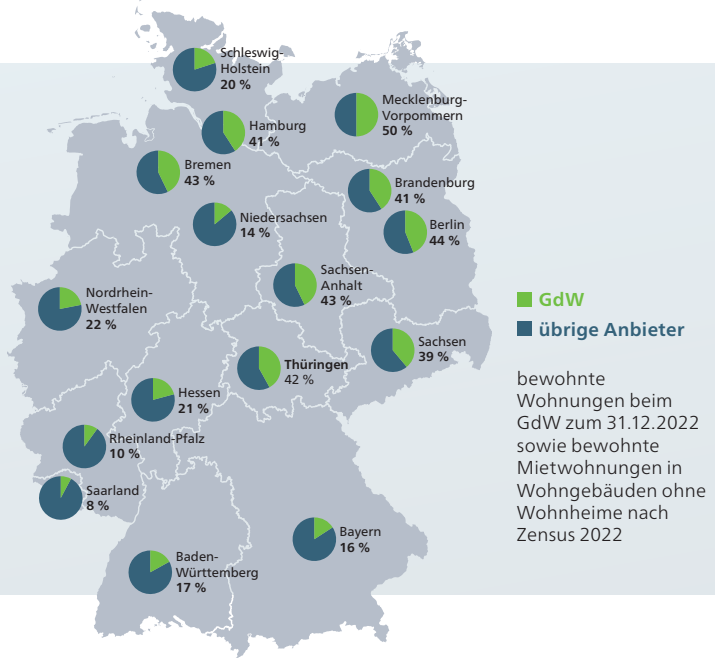 Schleswig-
Holstein
20 %
Mecklenburg-
Vorpommern
50 %
Hamburg
41 %
Bremen
43 %
Brandenburg
41 %
Niedersachsen
14 %
Berlin
44 %
Sachsen-
Anhalt
43 %
Nordrhein-
Westfalen
22 %
Sachsen
39 %
Thüringen
42 %
Hessen
21 %
Rheinland-Pfalz
10 %
Saarland
8 %
Bayern
16 %
Baden-
Württemberg
17 %
GdW
übrige Anbieter
bewohnte
Wohnungen beim
GdW zum 31.12.2022
sowie bewohnte
Mietwohnungen in
Wohngebäuden ohne
Wohnheime nach
Zensus 2022